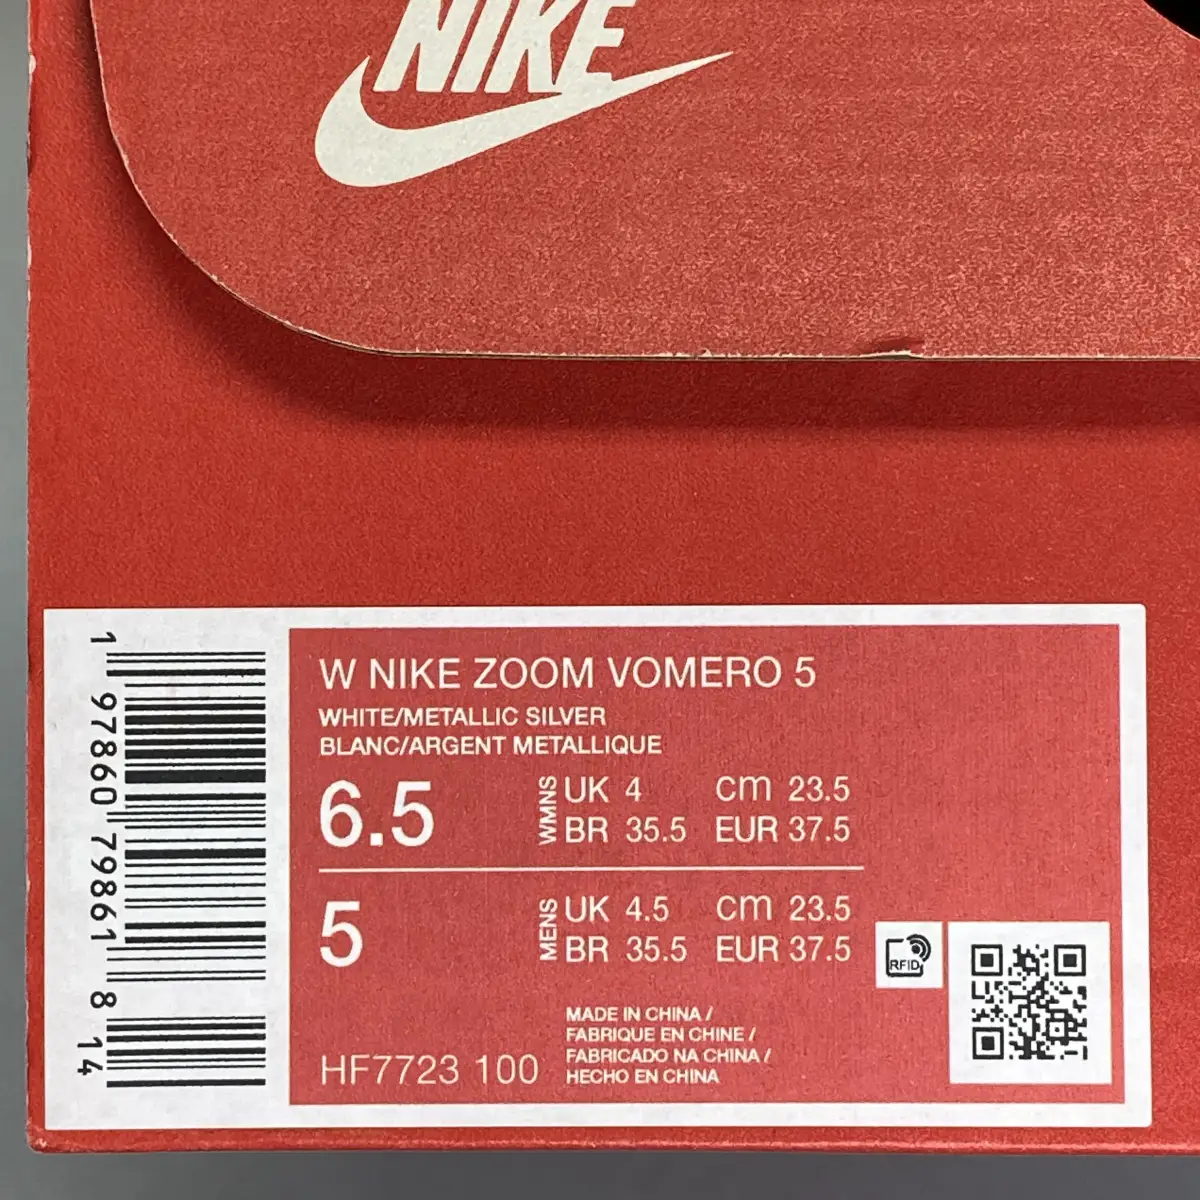 NIKE
W NIKE ZOOM VOMERO 5
WHITE/METALLIC SILVER
BLANC/ARGENT METALLIQUE
6.5
WMNS
UK 4 CM 23.5
BR 35.5 EUR 37.5
5
MENS
UK 4.5 CM 23.5
BR 35.5 EUR 37.5
HF7723 100
MADE IN CHINA /
FABRIQUE EN CHINE /
FABRICADO NA CHINA /
HECHO EN CHINA
RFID
1 97860 79861 8 14